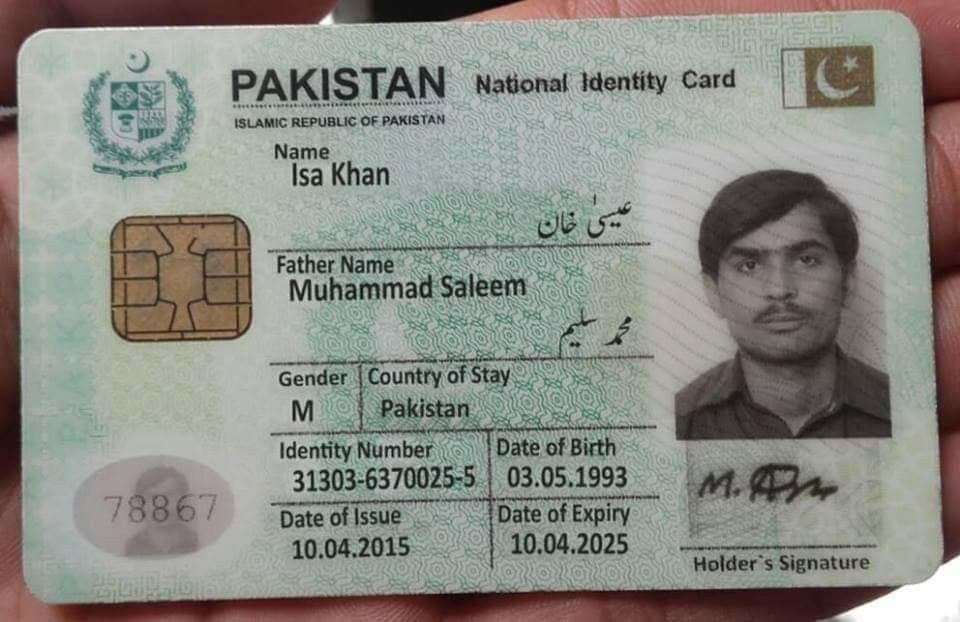 PAKISTAN National Identity Card
ISLAMIC REPUBLIC OF PAKISTAN
Name
Isa Khan
عیسیٰ خان
Father Name
Muhammad Saleem
محمد سلیم
Gender Country of Stay
M Pakistan
Identity Number Date of Birth
31303-6370025-5 03.05.1993
Date of Issue Date of Expiry
10.04.2015 10.04.2025
78867
M.
Holder`s Signature